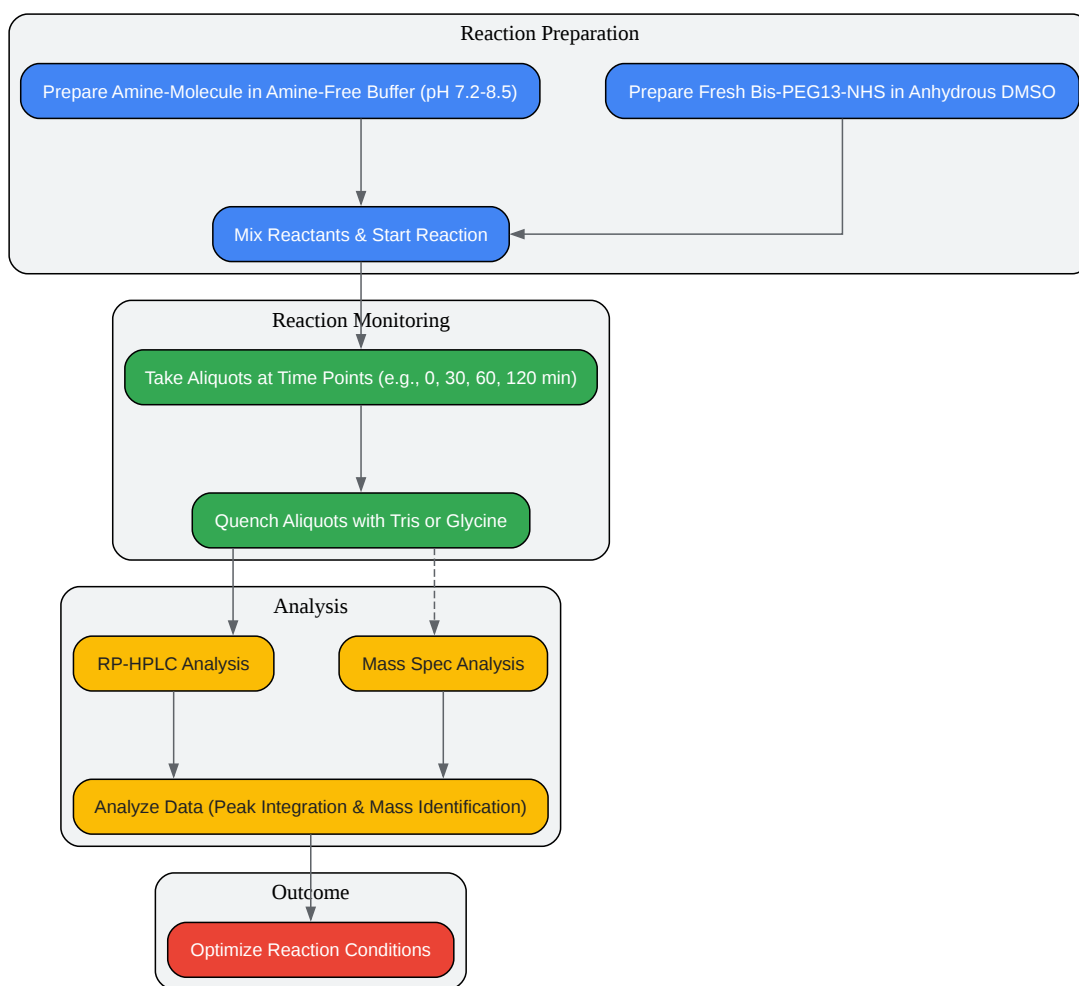 Reaction Preparation
Prepare Amine-Molecule in Amine-Free Buffer (pH 7.2-8.5)
Prepare Fresh Bis-PEG13-NHS in Anhydrous DMSO
Mix Reactants & Start Reaction
Reaction Monitoring
Take Aliquots at Time Points (e.g., 0, 30, 60, 120 min)
Quench Aliquots with Tris or Glycine
Analysis
RP-HPLC Analysis
Mass Spec Analysis
Analyze Data (Peak Integration & Mass Identification)
Outcome
Optimize Reaction Conditions